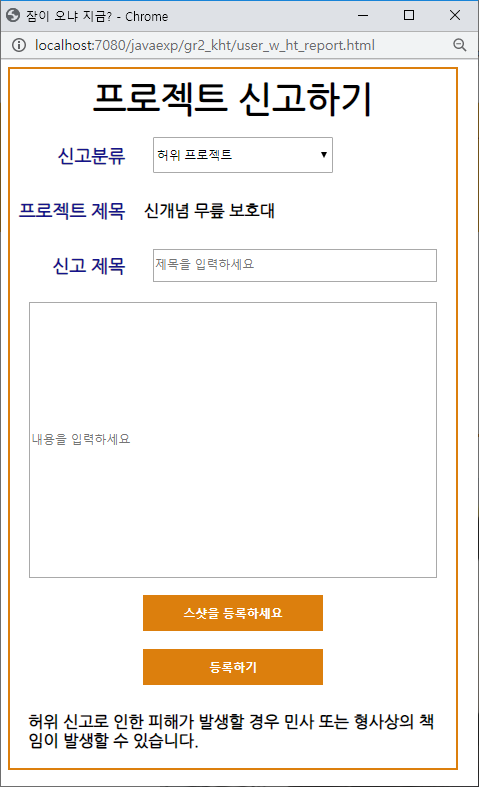 잠이 오냐 지금? - Chrome
localhost:7080/javaexp/gr2_kht/user_w_ht_report.html
프로젝트 신고하기
신고분류 허위 프로젝트
프로젝트 제목 신개념 무릎 보호대
신고 제목 제목을 입력하세요
내용을 입력하세요
스샷을 등록하세요
등록하기
허위 신고로 인한 피해가 발생할 경우 민사 또는 형사상의 책
임이 발생할 수 있습니다.